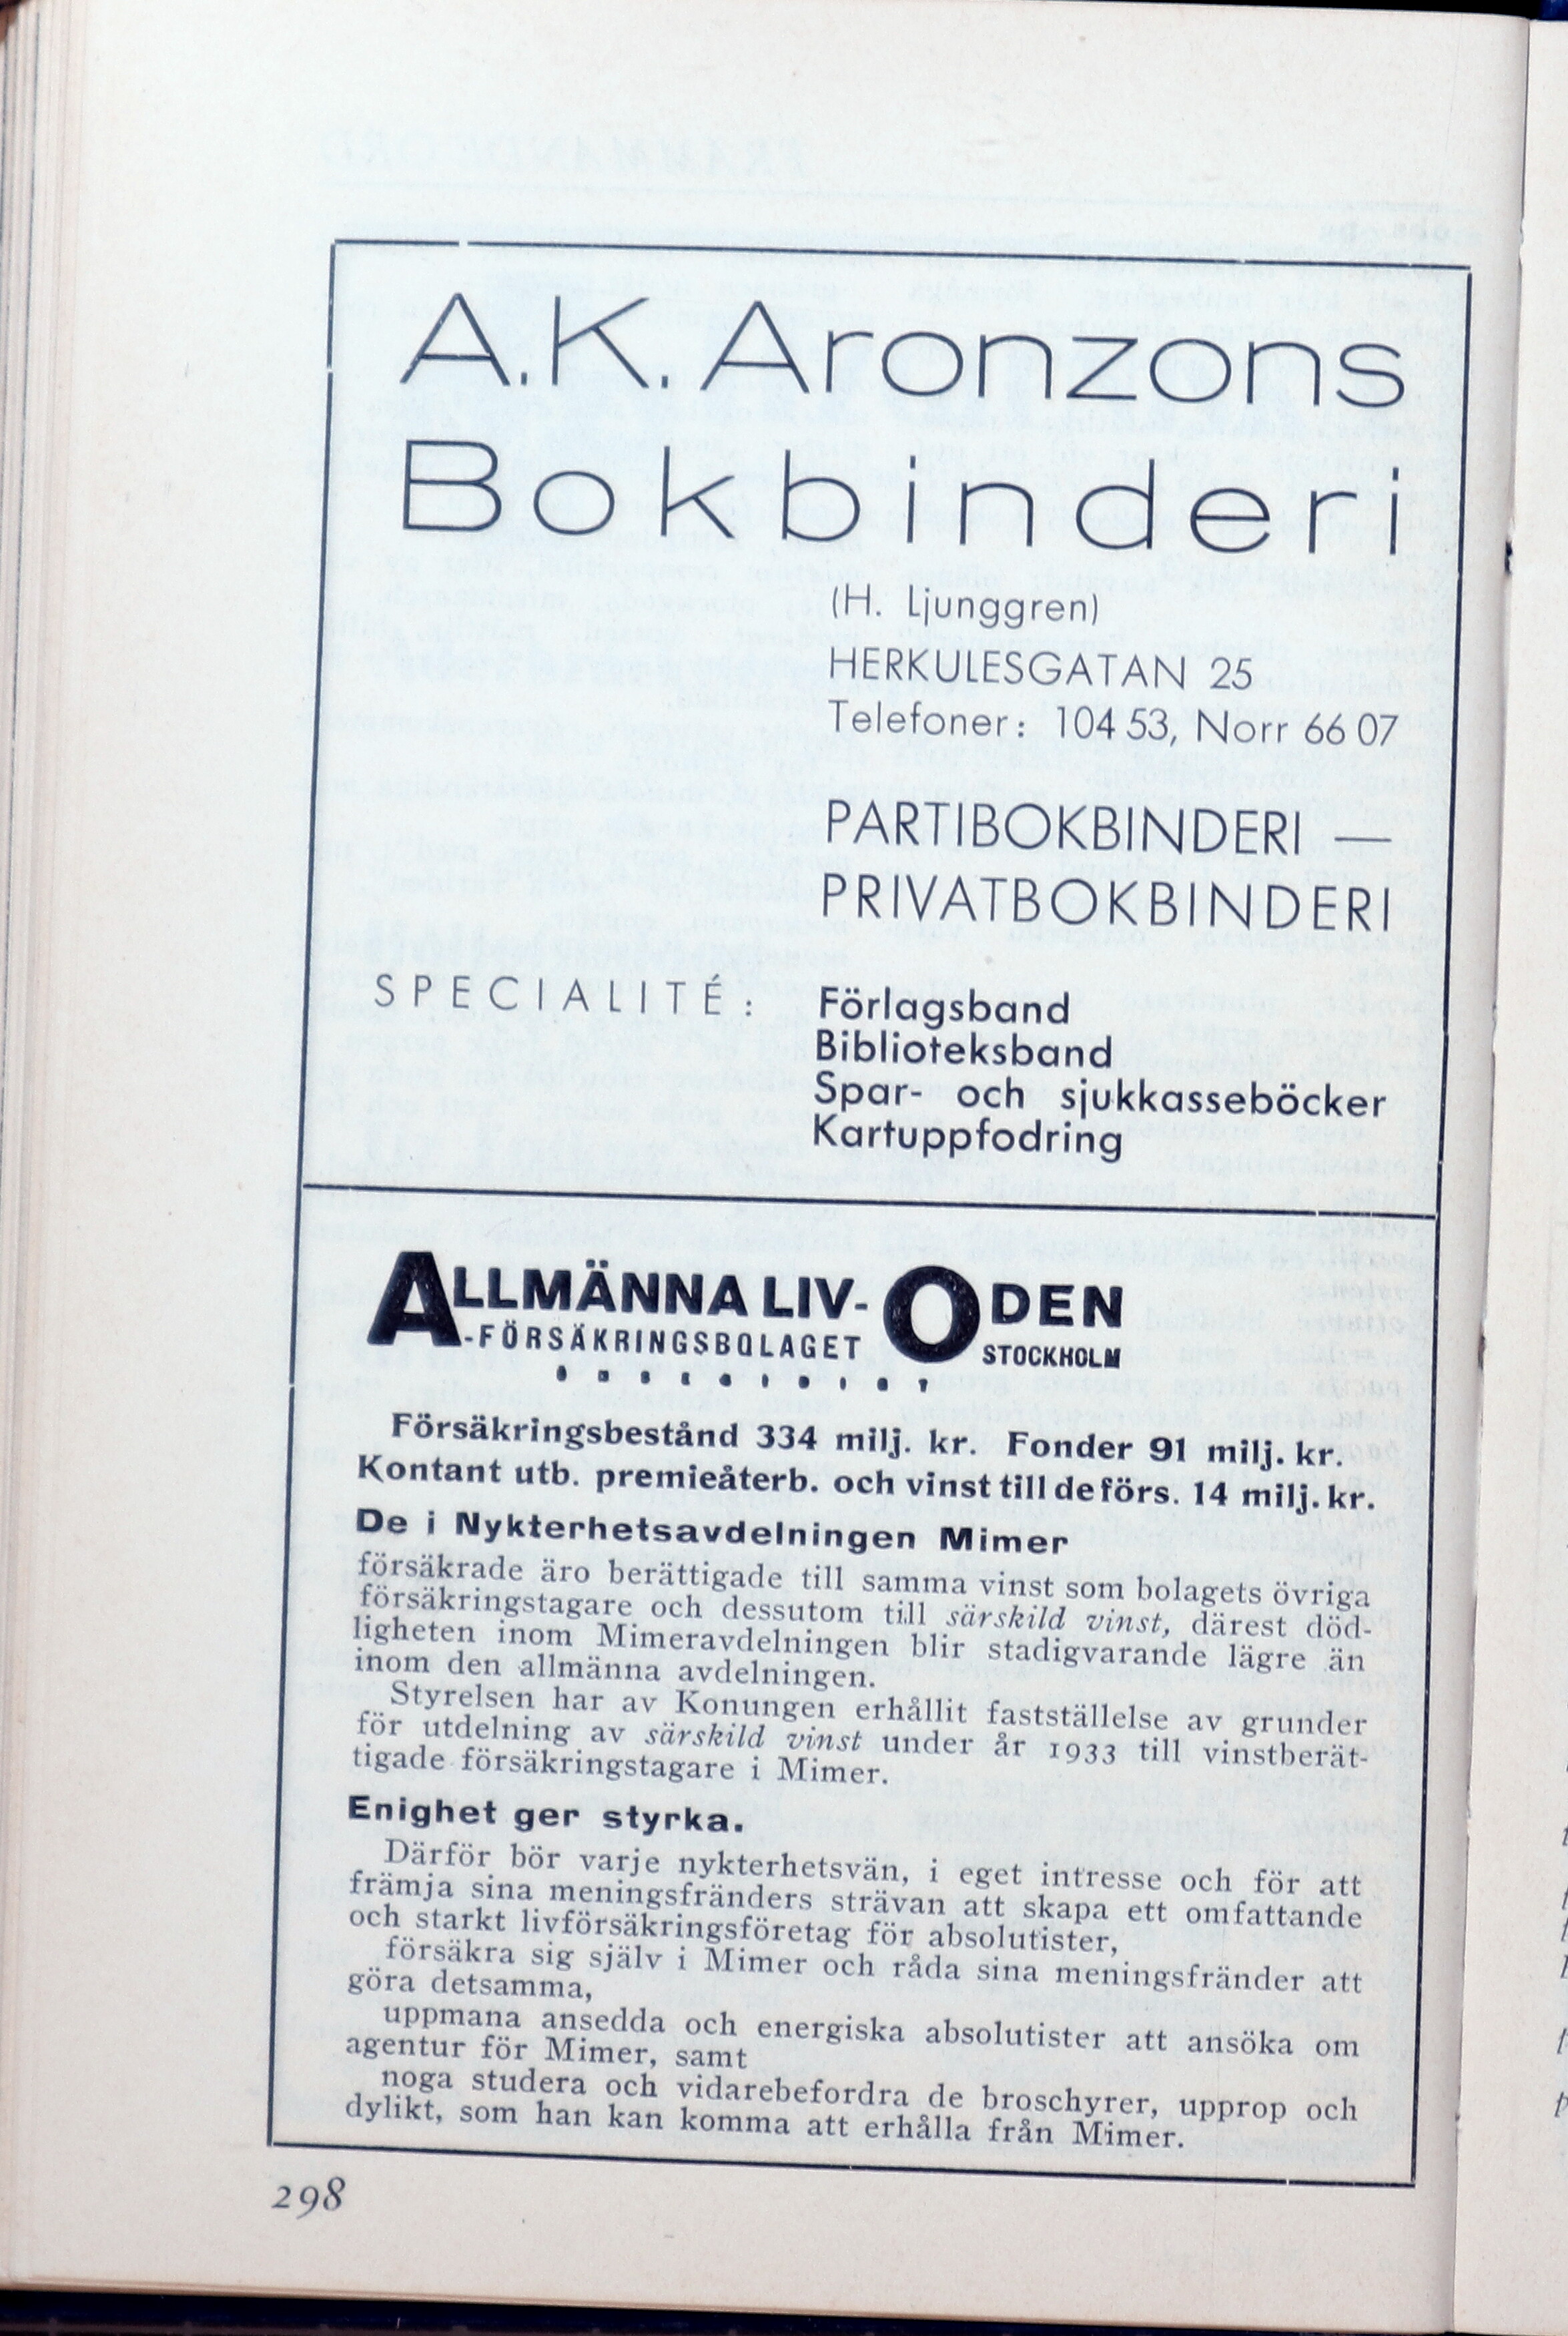 A.K. Aronzons
Bokbinderi
(H. Ljunggren)
HERKULESGATAN 25
Telefoner: 104 53, Norr 66 07
PARTIBOKBINDERI —
PRIVATBOKBINDERI
SPECIALITÉ: Förlagsband
Biblioteksband
Spar- och sjukkasseböcker
Kartuppfodring
ALLMÄNNA LIV- ODEN
-FÖRSÄKRINGSBOLAGET STOCKHOLM
Försäkringsbestånd 334 milj. kr. Fonder 91 milj. kr.
Kontant utb. premieåterb. och vinst till de förs. 14 milj. kr.
De i Nykterhetsavdelningen Mimer
försäkrade äro berättigade till samma vinst som bolagets övriga
försäkringstagare och dessutom till särskild vinst, därest död-
ligheten inom Mimeravdelningen blir stadigvarande lägre än
inom den allmänna avdelningen.
Styrelsen har av Konungen erhållit fastställelse av grunder
för utdelning av särskild vinst under år 1933 till vinstberät-
tigade försäkringstagare i Mimer.
Enighet ger styrka.
Därför bör varje nykterhetsvän, i eget intresse och för att
främja sina meningsfränders strävan att skapa ett omfattande
och starkt livförsäkringsföretag för absolutister,
försäkra sig själv i Mimer och råda sina meningsfränder att
göra detsamma,
uppmana ansedda och energiska absolutister att ansöka om
agentur för Mimer, samt
noga studera och vidarebefordra de broschyrer, upprop och
dylikt, som han kan komma att erhålla från Mimer.
298